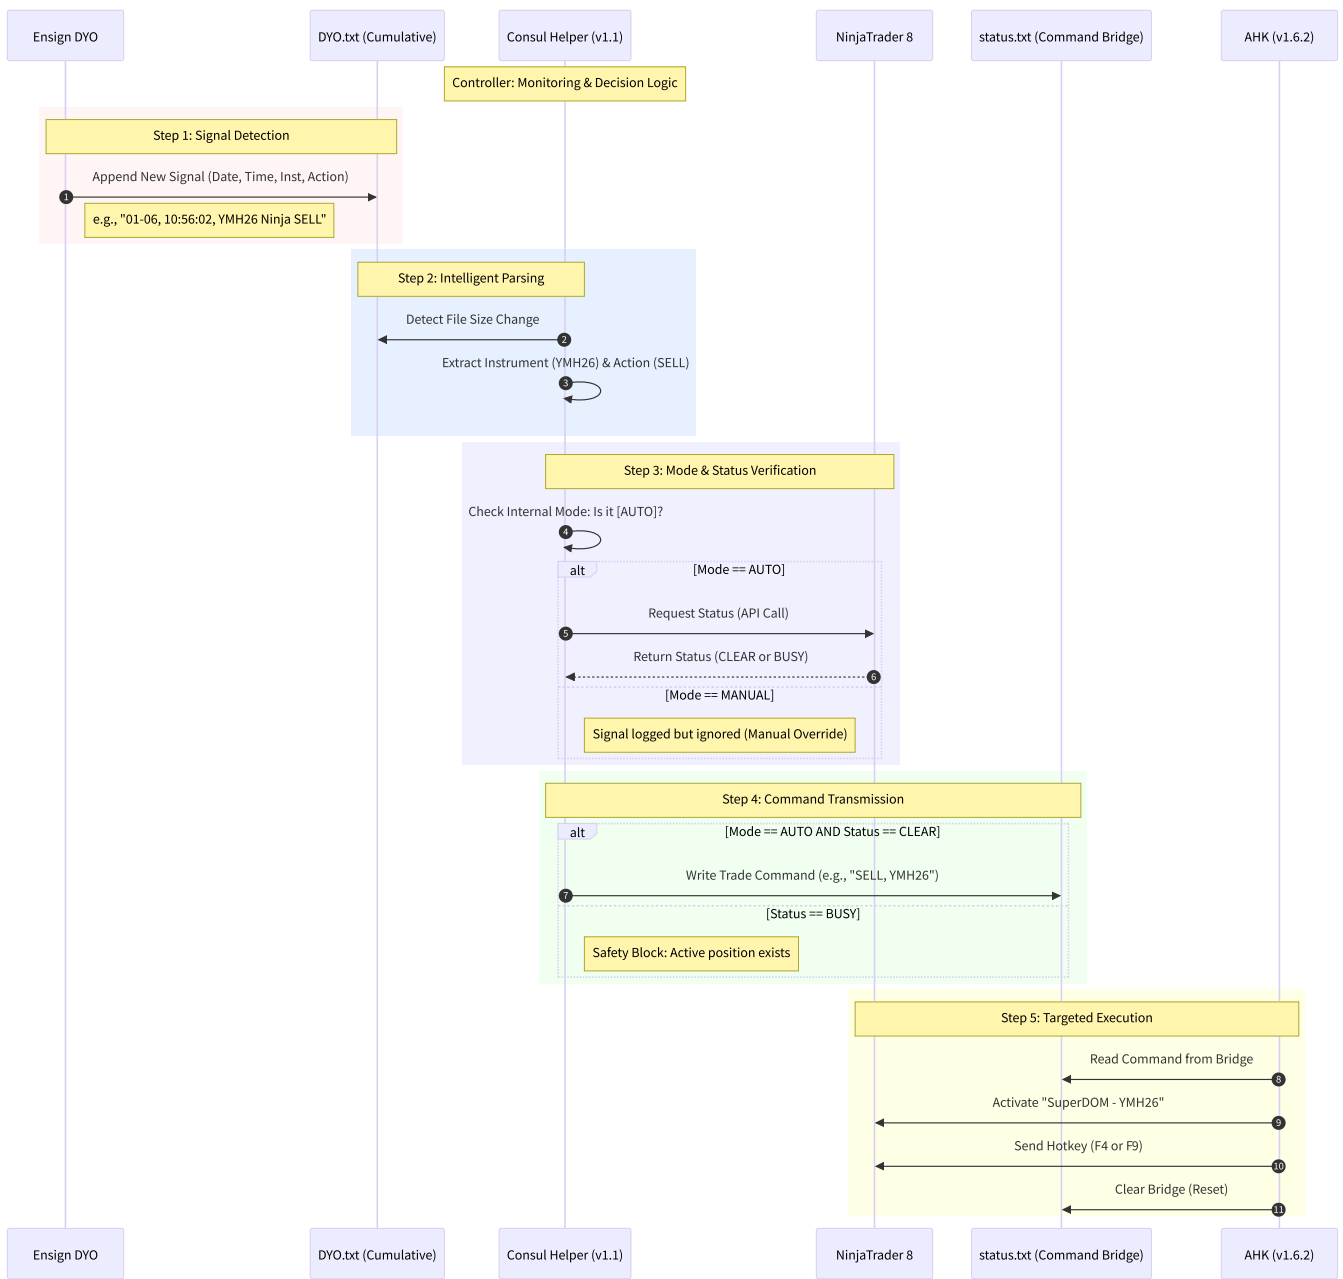 Ensign DYO
DYO.txt (Cumulative)
Consul Helper (v1.1)
NinjaTrader 8
status.txt (Command Bridge)
AHK (v1.6.2)
Controller: Monitoring & Decision Logic
Step 1: Signal Detection
Append New Signal (Date, Time, Inst, Action)
1
e.g., "01-06, 10:56:02, YMH26 Ninja SELL"
Step 2: Intelligent Parsing
Detect File Size Change
2
Extract Instrument (YMH26) & Action (SELL)
3
Step 3: Mode & Status Verification
Check Internal Mode: Is it [AUTO]?
4
alt
[Mode == AUTO]
Request Status (API Call)
5
Return Status (CLEAR or BUSY)
6
[Mode == MANUAL]
Signal logged but ignored (Manual Override)
Step 4: Command Transmission
alt
[Mode == AUTO AND Status == CLEAR]
Write Trade Command (e.g., "SELL, YMH26")
7
[Status == BUSY]
Safety Block: Active position exists
Step 5: Targeted Execution
Read Command from Bridge
8
Activate "SuperDOM - YMH26"
9
Send Hotkey (F4 or F9)
10
Clear Bridge (Reset)
11
Ensign DYO
DYO.txt (Cumulative)
Consul Helper (v1.1)
NinjaTrader 8
status.txt (Command Bridge)
AHK (v1.6.2)